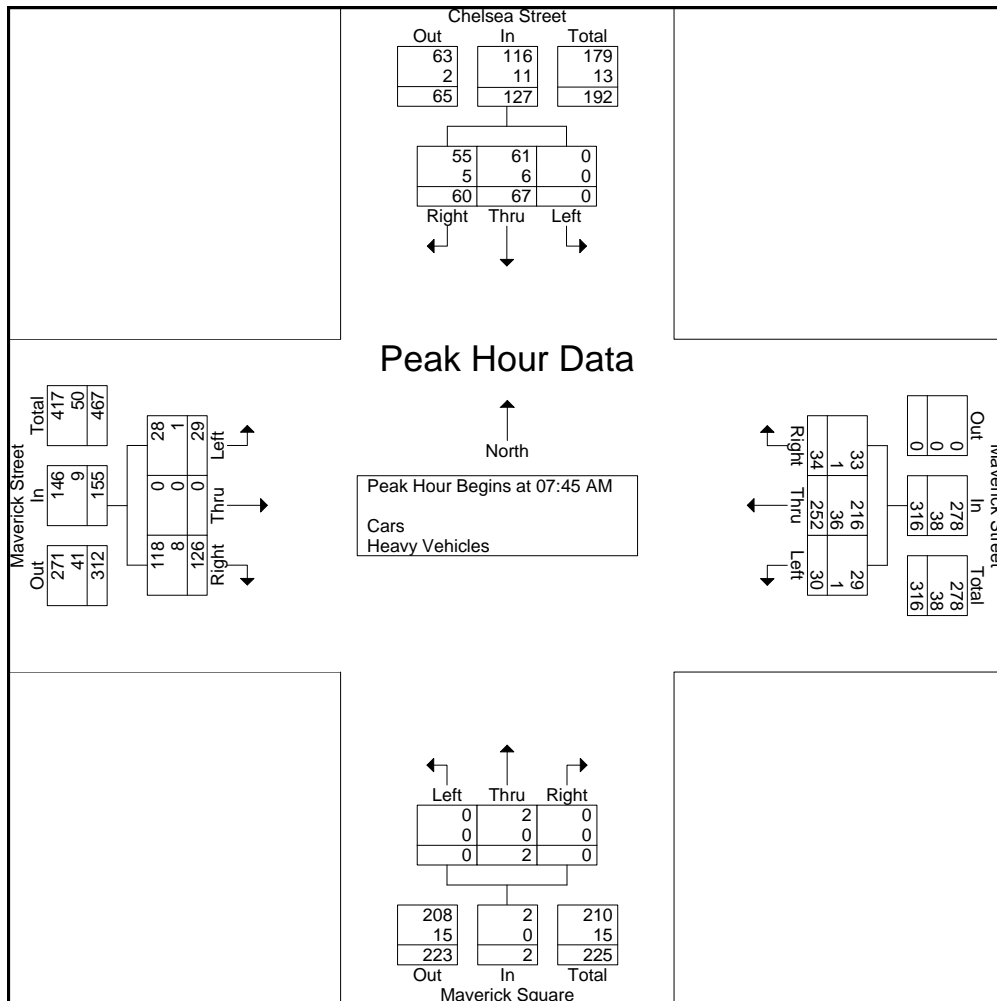 Chelsea Street
Out In Total
63 116 179
2 11 13
65 127 192
55 61 0
5 6 0
60 67 0
Right Thru Left
Peak Hour Data
North
Peak Hour Begins at 07:45 AM
Cars
Heavy Vehicles
Maverick Street
Total In Out
417 146 271
50 9 41
467 155 312
Left Thru Right
28 0 118
1 0 8
29 0 126
Maverick Street
Out In Total
0 278 278
0 38 38
0 316 316
Right Thru Left
33 216 29
1 36 1
34 252 30
Left Thru Right
0 2 0
0 0 0
0 2 0
208 2 210
15 0 15
223 2 225
Out In Total
Maverick Square